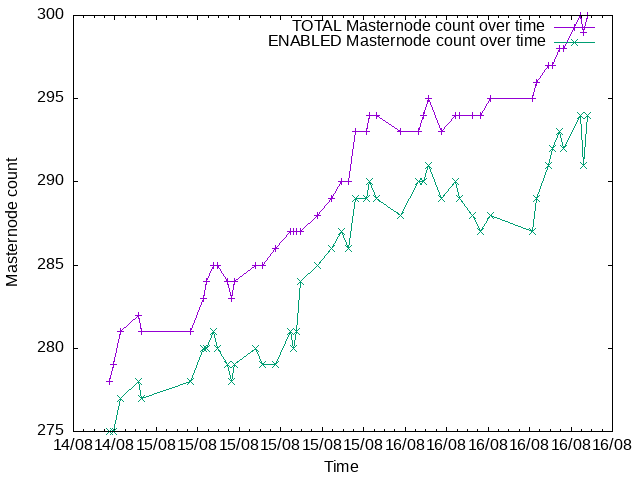 300
TOTAL Masternode count over time
ENABLED Masternode count over time
295
290
Masternode count
285
280
275
14/08 14/08 15/08 15/08 15/08 15/08 15/08 15/08 16/08 16/08 16/08 16/08 16/08 16/08
Time